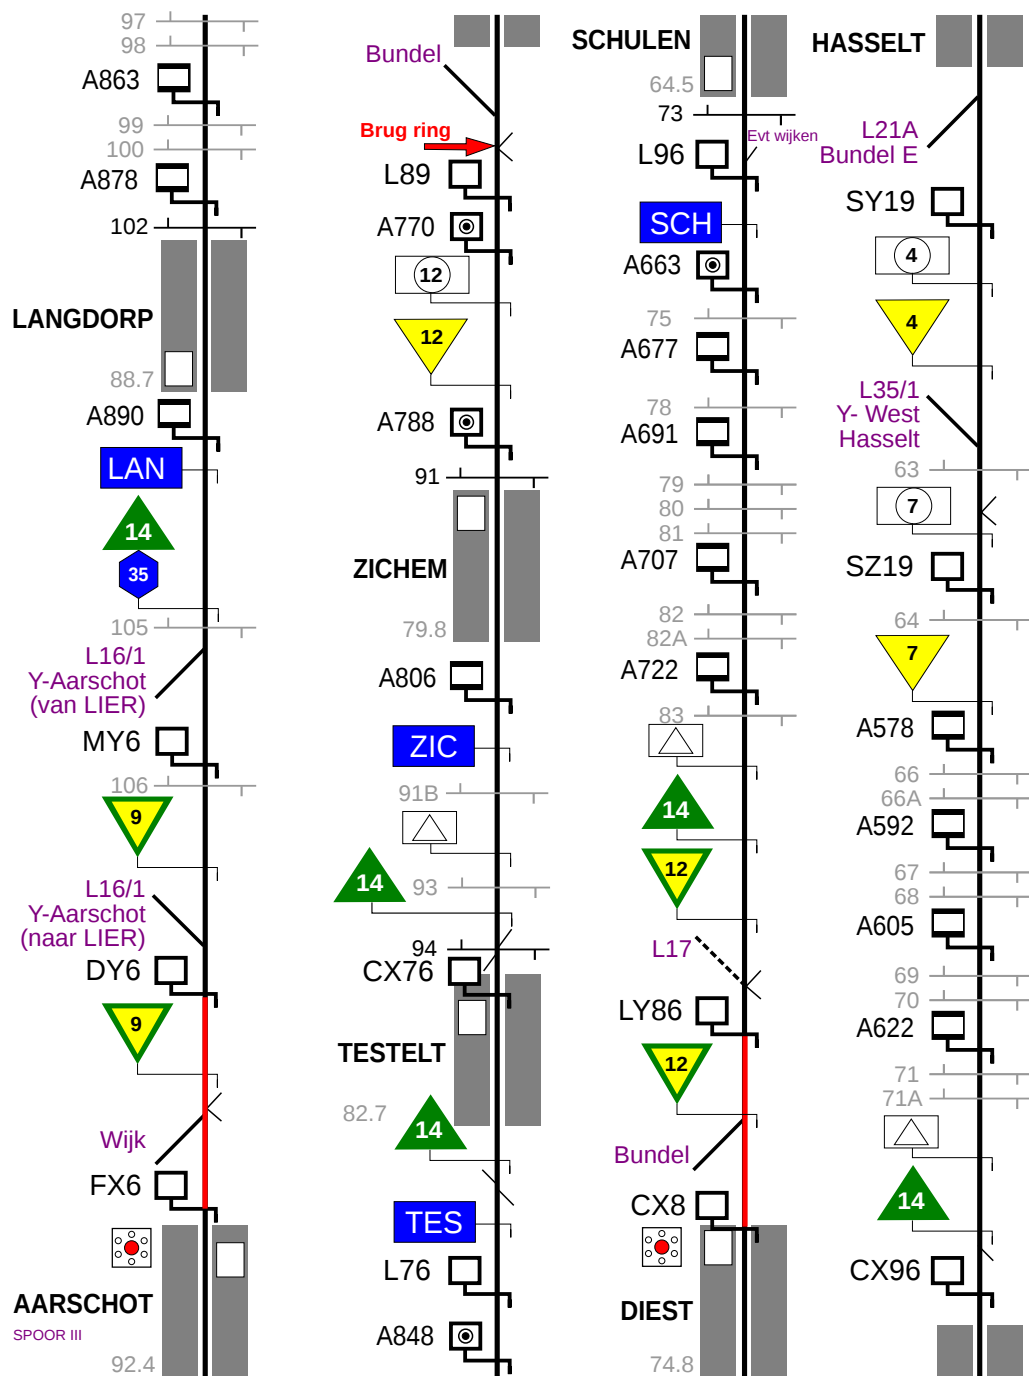 97
98
A863
99
100
A878
102
LANGDORP
88.7
A890
LAN
14
35
105
L16/1
Y-Aarschot
(van LIER)
MY6
106
9
L16/1
Y-Aarschot
(naar LIER)
DY6
9
Wijk
FX6
AARSCHOT
SPOOR III
92.4
Bundel
Brug ring
L89
A770
12
12
A788
91
ZICHEM
79.8
A806
ZIC
91B
14
93
94
CX76
TESTELT
82.7
14
TES
L76
A848
SCHULEN
64.5
73
Evt wijken
L96
SCH
A663
75
A677
78
A691
79
80
81
A707
82
82A
A722
83
14
12
L17
LY86
12
Bundel
CX8
DIEST
74.8
HASSELT
L21A
Bundel E
SY19
4
4
L35/1
Y- West
Hasselt
63
7
SZ19
64
7
A578
66
66A
A592
67
68
A605
69
70
A622
71
71A
14
CX96